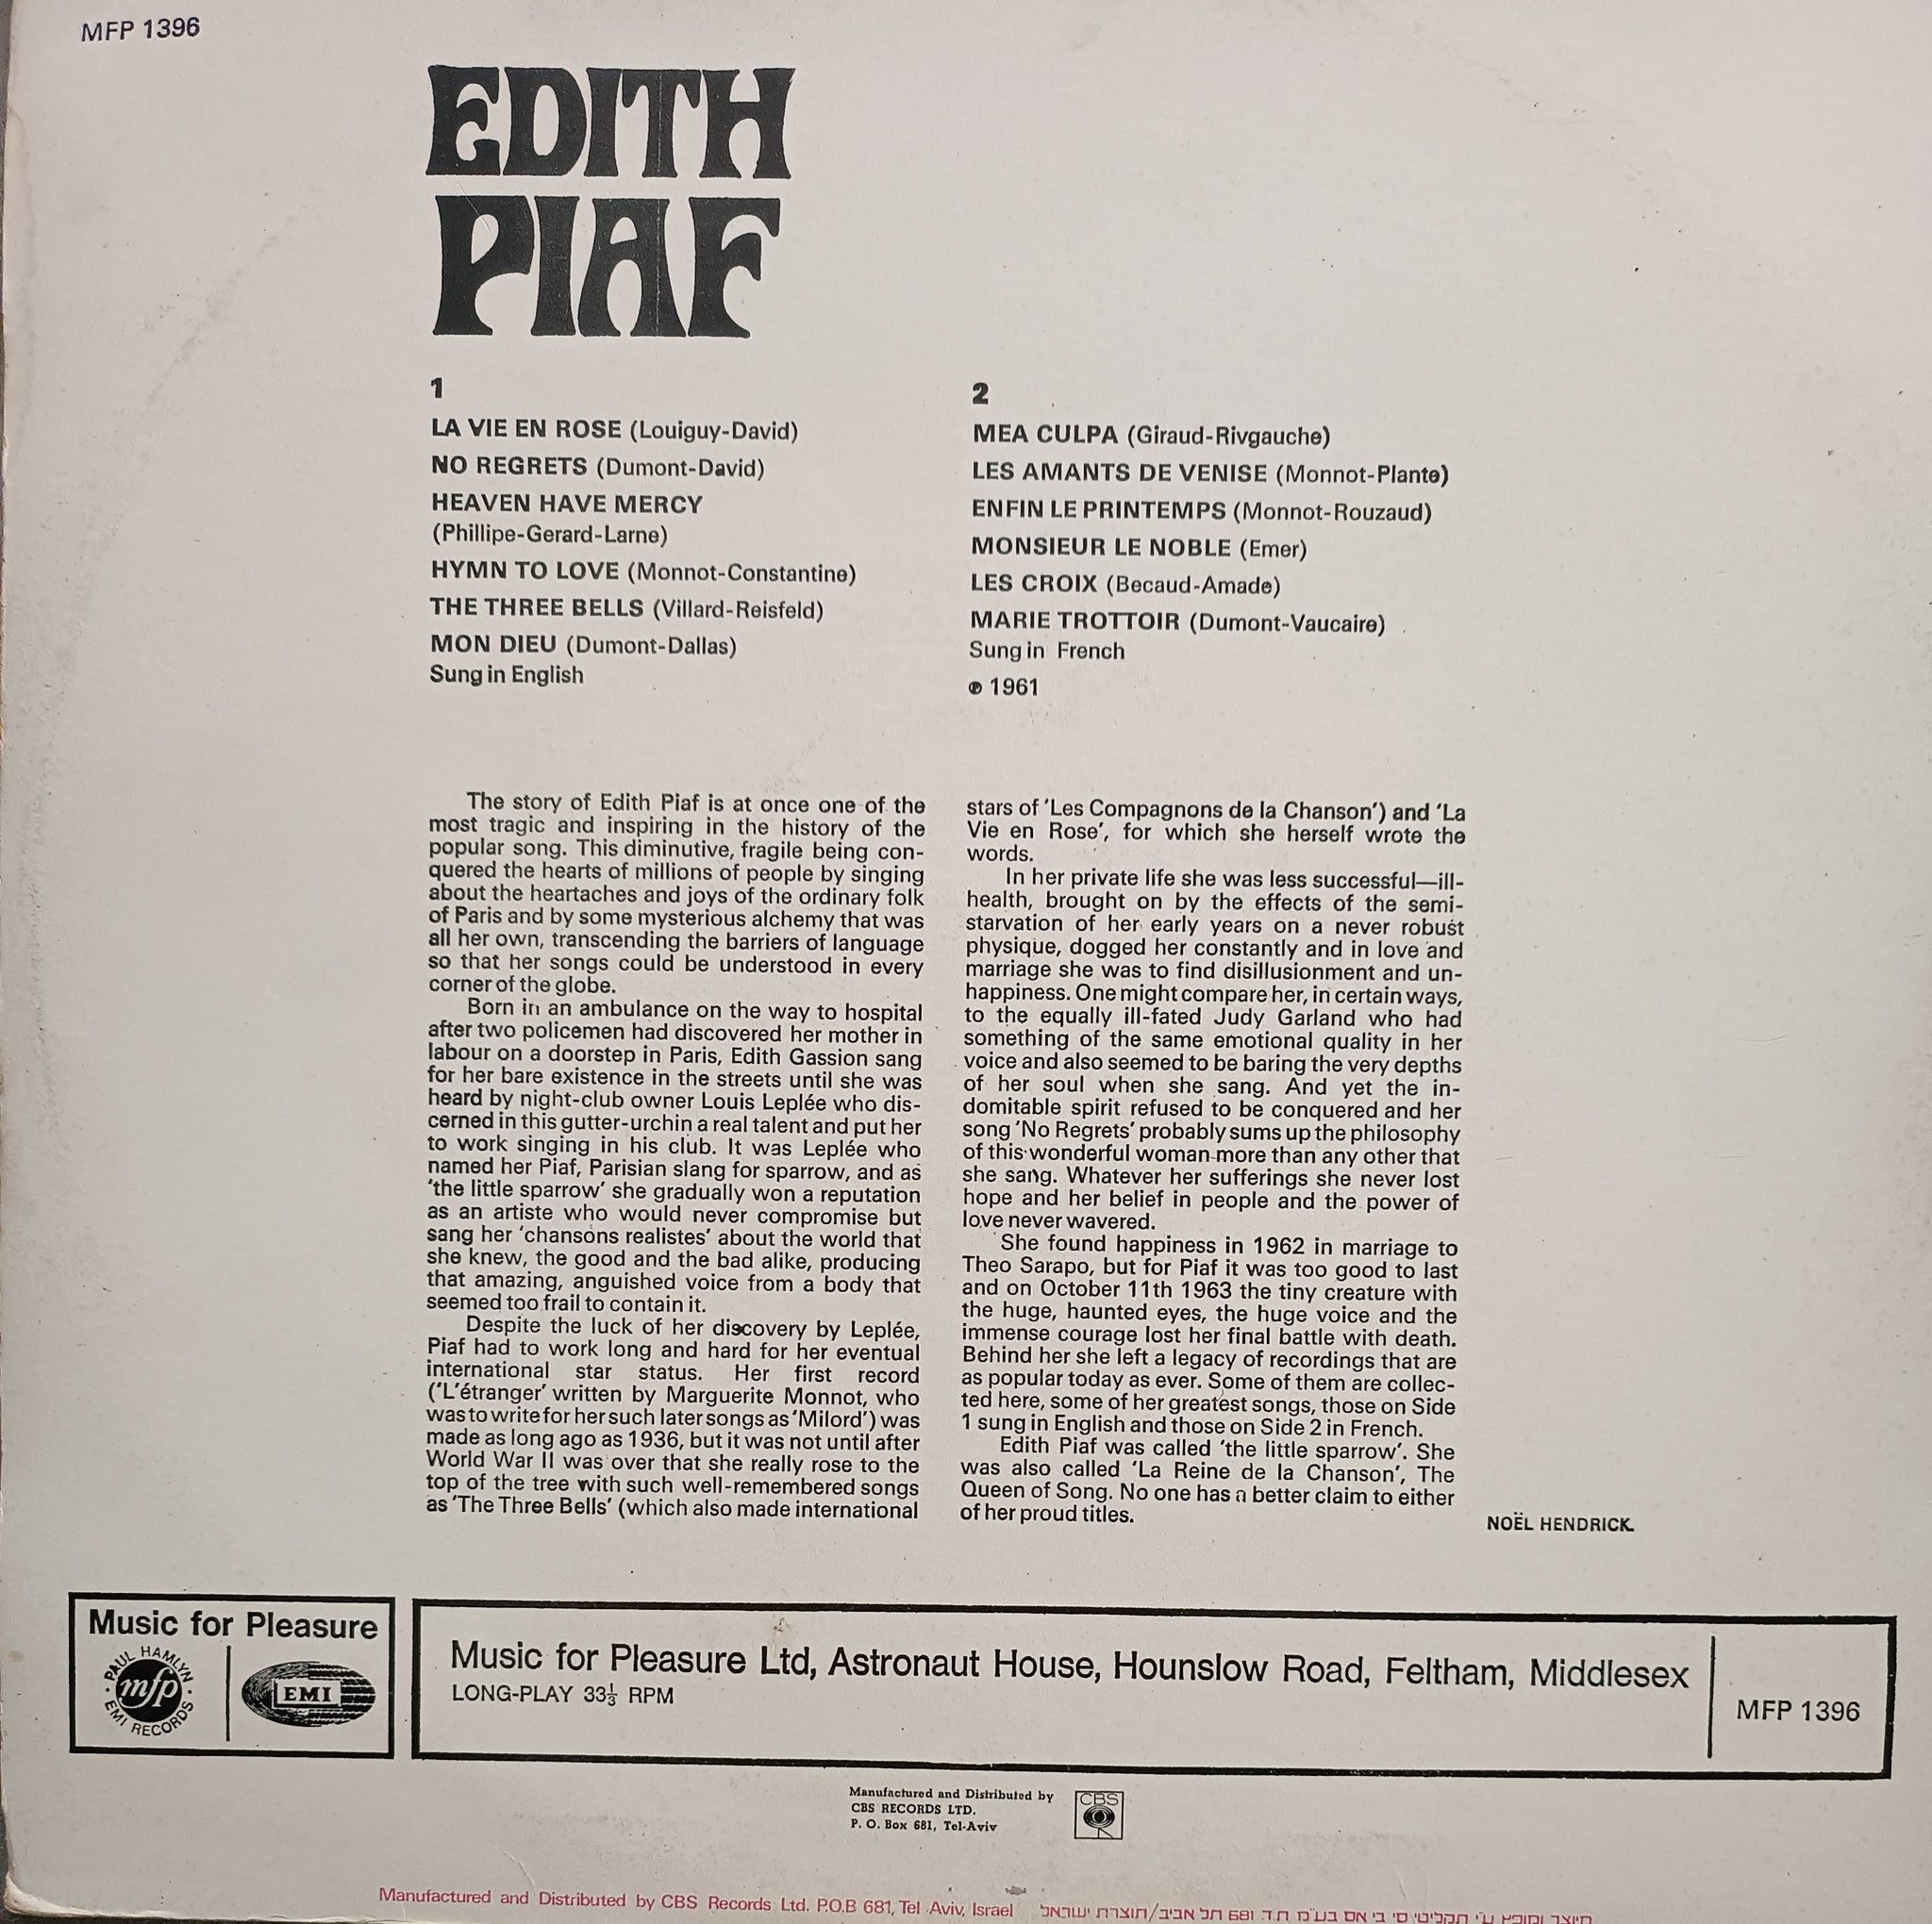 MFP 1396
EDITH
PIAF
1
LA VIE EN ROSE (Louiguy-David)
NO REGRETS (Dumont-David)
HEAVEN HAVE MERCY
(Phillipe-Gerard-Larne)
HYMN TO LOVE (Monnot-Constantine)
THE THREE BELLS (Villard-Reisfeld)
MON DIEU (Dumont-Dallas)
Sung in English
2
MEA CULPA (Giraud-Rivgauche)
LES AMANTS DE VENISE (Monnot-Plante)
ENFIN LE PRINTEMPS (Monnot-Rouzaud)
MONSIEUR LE NOBLE (Emer)
LES CROIX (Becaud-Amade)
MARIE TROTTOIR (Dumont-Vaucaire)
Sung in French
℗ 1961
The story of Edith Piaf is at once one of the
most tragic and inspiring in the history of the
popular song. This diminutive, fragile being con-
quered the hearts of millions of people by singing
about the heartaches and joys of the ordinary folk
of Paris and by some mysterious alchemy that was
all her own, transcending the barriers of language
so that her songs could be understood in every
corner of the globe.
Born in an ambulance on the way to hospital
after two policemen had discovered her mother in
labour on a doorstep in Paris, Edith Gassion sang
for her bare existence in the streets until she was
heard by night-club owner Louis Leplée who dis-
cerned in this gutter-urchin a real talent and put her
to work singing in his club. It was Leplée who
named her Piaf, Parisian slang for sparrow, and as
'the little sparrow' she gradually won a reputation
as an artiste who would never compromise but
sang her 'chansons realistes' about the world that
she knew, the good and the bad alike, producing
that amazing, anguished voice from a body that
seemed too frail to contain it.
Despite the luck of her discovery by Leplée,
Piaf had to work long and hard for her eventual
international star status. Her first record
('L'étranger' written by Marguerite Monnot, who
was to write for her such later songs as 'Milord') was
made as long ago as 1936, but it was not until after
World War II was over that she really rose to the
top of the tree with such well-remembered songs
as 'The Three Bells' (which also made international
stars of 'Les Compagnons de la Chanson') and 'La
Vie en Rose', for which she herself wrote the
words.
In her private life she was less successful—ill-
health, brought on by the effects of the semi-
starvation of her early years on a never robust
physique, dogged her constantly and in love and
marriage she was to find disillusionment and un-
happiness. One might compare her, in certain ways,
to the equally ill-fated Judy Garland who had
something of the same emotional quality in her
voice and also seemed to be baring the very depths
of her soul when she sang. And yet the in-
domitable spirit refused to be conquered and her
song 'No Regrets' probably sums up the philosophy
of this wonderful woman more than any other that
she sang. Whatever her sufferings she never lost
hope and her belief in people and the power of
love never wavered.
She found happiness in 1962 in marriage to
Theo Sarapo, but for Piaf it was too good to last
and on October 11th 1963 the tiny creature with
the huge, haunted eyes, the huge voice and the
immense courage lost her final battle with death.
Behind her she left a legacy of recordings that are
as popular today as ever. Some of them are collec-
ted here, some of her greatest songs, those on Side
1 sung in English and those on Side 2 in French.
Edith Piaf was called 'the little sparrow'. She
was also called 'La Reine de la Chanson', The
Queen of Song. No one has a better claim to either
of her proud titles.
NOËL HENDRICK.
Music for Pleasure
PAUL HAMLYN
mfp
EMI RECORDS
EMI
Music for Pleasure Ltd, Astronaut House, Hounslow Road, Feltham, Middlesex
LONG-PLAY 33⅓ RPM
MFP 1396
Manufactured and Distributed by
CBS RECORDS LTD.
P. O. Box 681, Tel-Aviv
CBS
Manufactured and Distributed by CBS Records Ltd. P.O.B 681, Tel Aviv, Israel מיוצר ומופץ ע"י תקליטי סי בי אס בע"מ ת.ד. 681 תל אביב/תוצרת ישראל